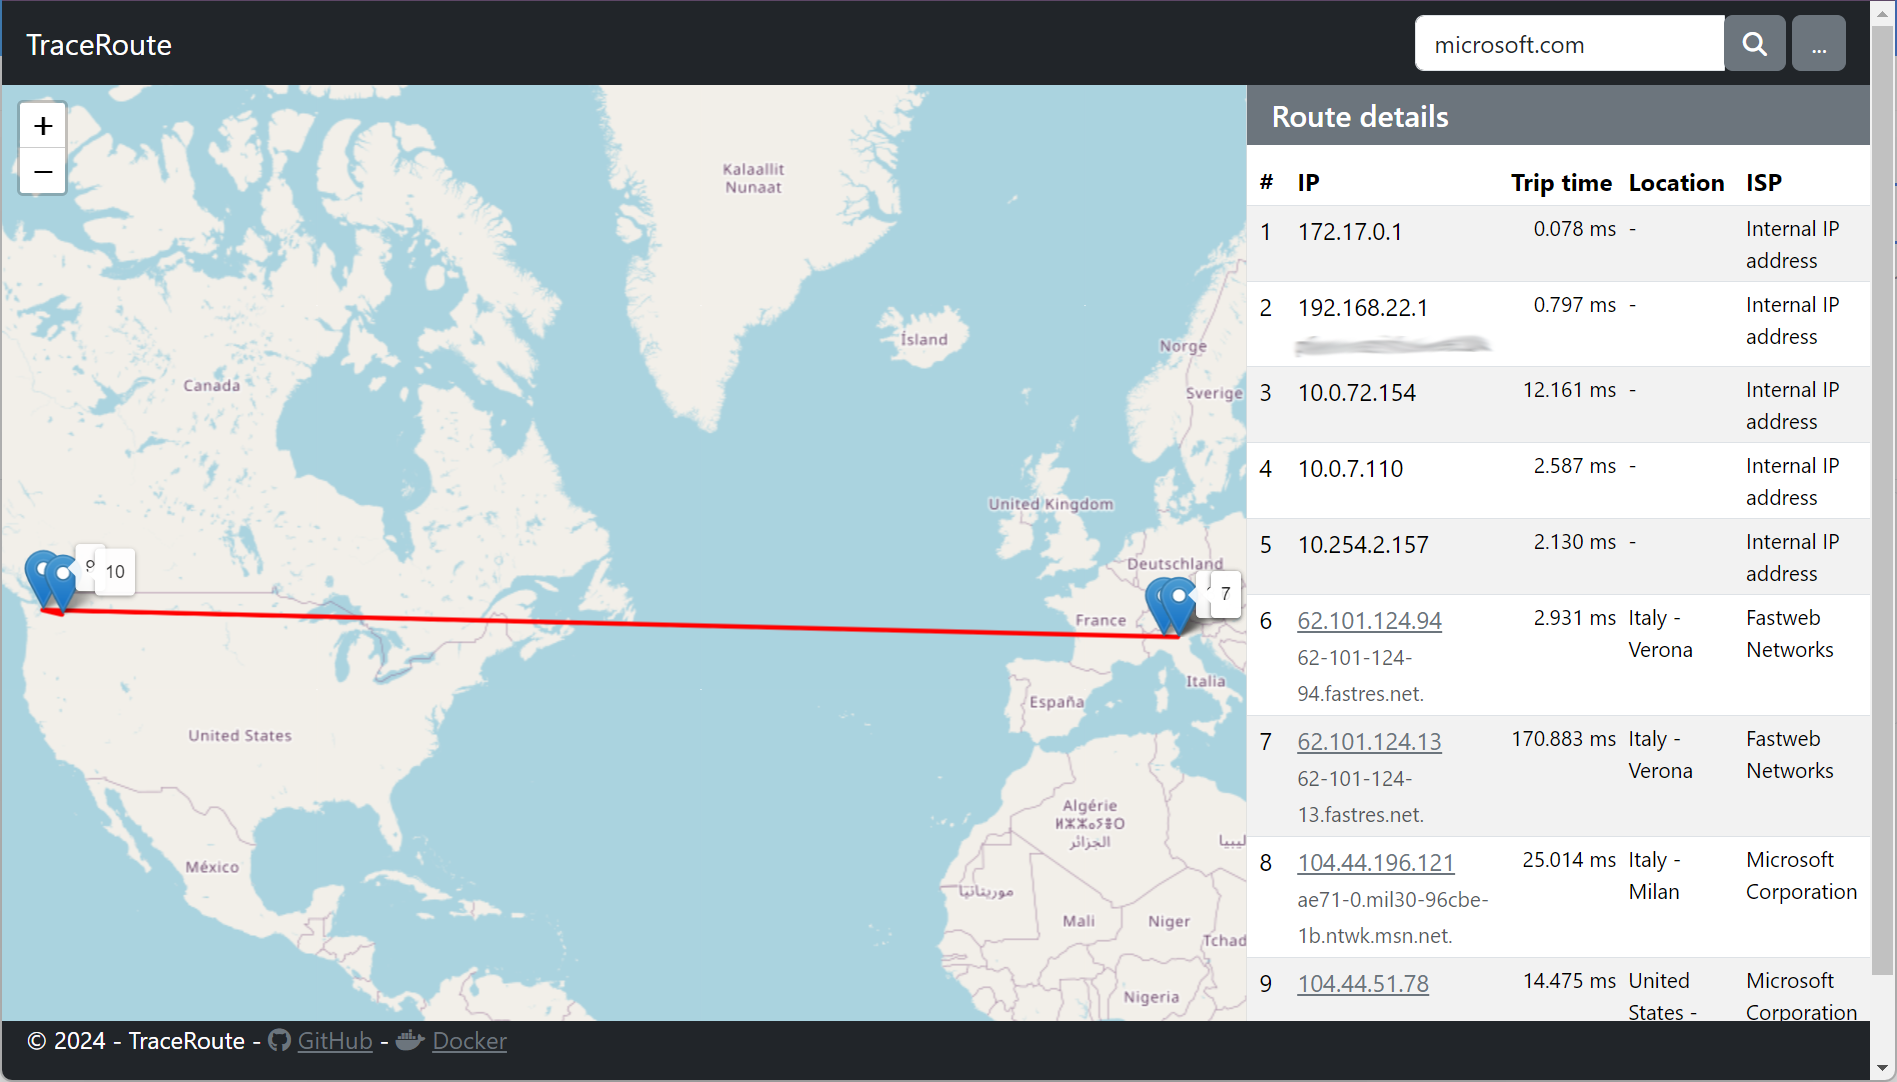 TraceRoute
microsoft.com
...
+
−
Kalaallit
Nunaat
Ísland
Norge
Sverige
Canada
United Kingdom
Deutschland
France
Italia
España
United States
México
Algérie
ⵍⵣⵣⴰⵢⴻⵔ
الجزائر
ليبيا
موريتانيا
Mali
Niger
Tchad
Nigeria
9
10
7
Route details
# IP Trip time Location ISP
1 172.17.0.1 0.078 ms - Internal IP
address
2 192.168.22.1 0.797 ms - Internal IP
address
3 10.0.72.154 12.161 ms - Internal IP
address
4 10.0.7.110 2.587 ms - Internal IP
address
5 10.254.2.157 2.130 ms - Internal IP
address
6 62.101.124.94 2.931 ms Italy - Fastweb
62-101-124- Verona Networks
94.fastres.net.
7 62.101.124.13 170.883 ms Italy - Fastweb
62-101-124- Verona Networks
13.fastres.net.
8 104.44.196.121 25.014 ms Italy - Microsoft
ae71-0.mil30-96cbe- Milan Corporation
1b.ntwk.msn.net.
9 104.44.51.78 14.475 ms United Microsoft
States - Corporation
© 2024 - TraceRoute - GitHub - Docker